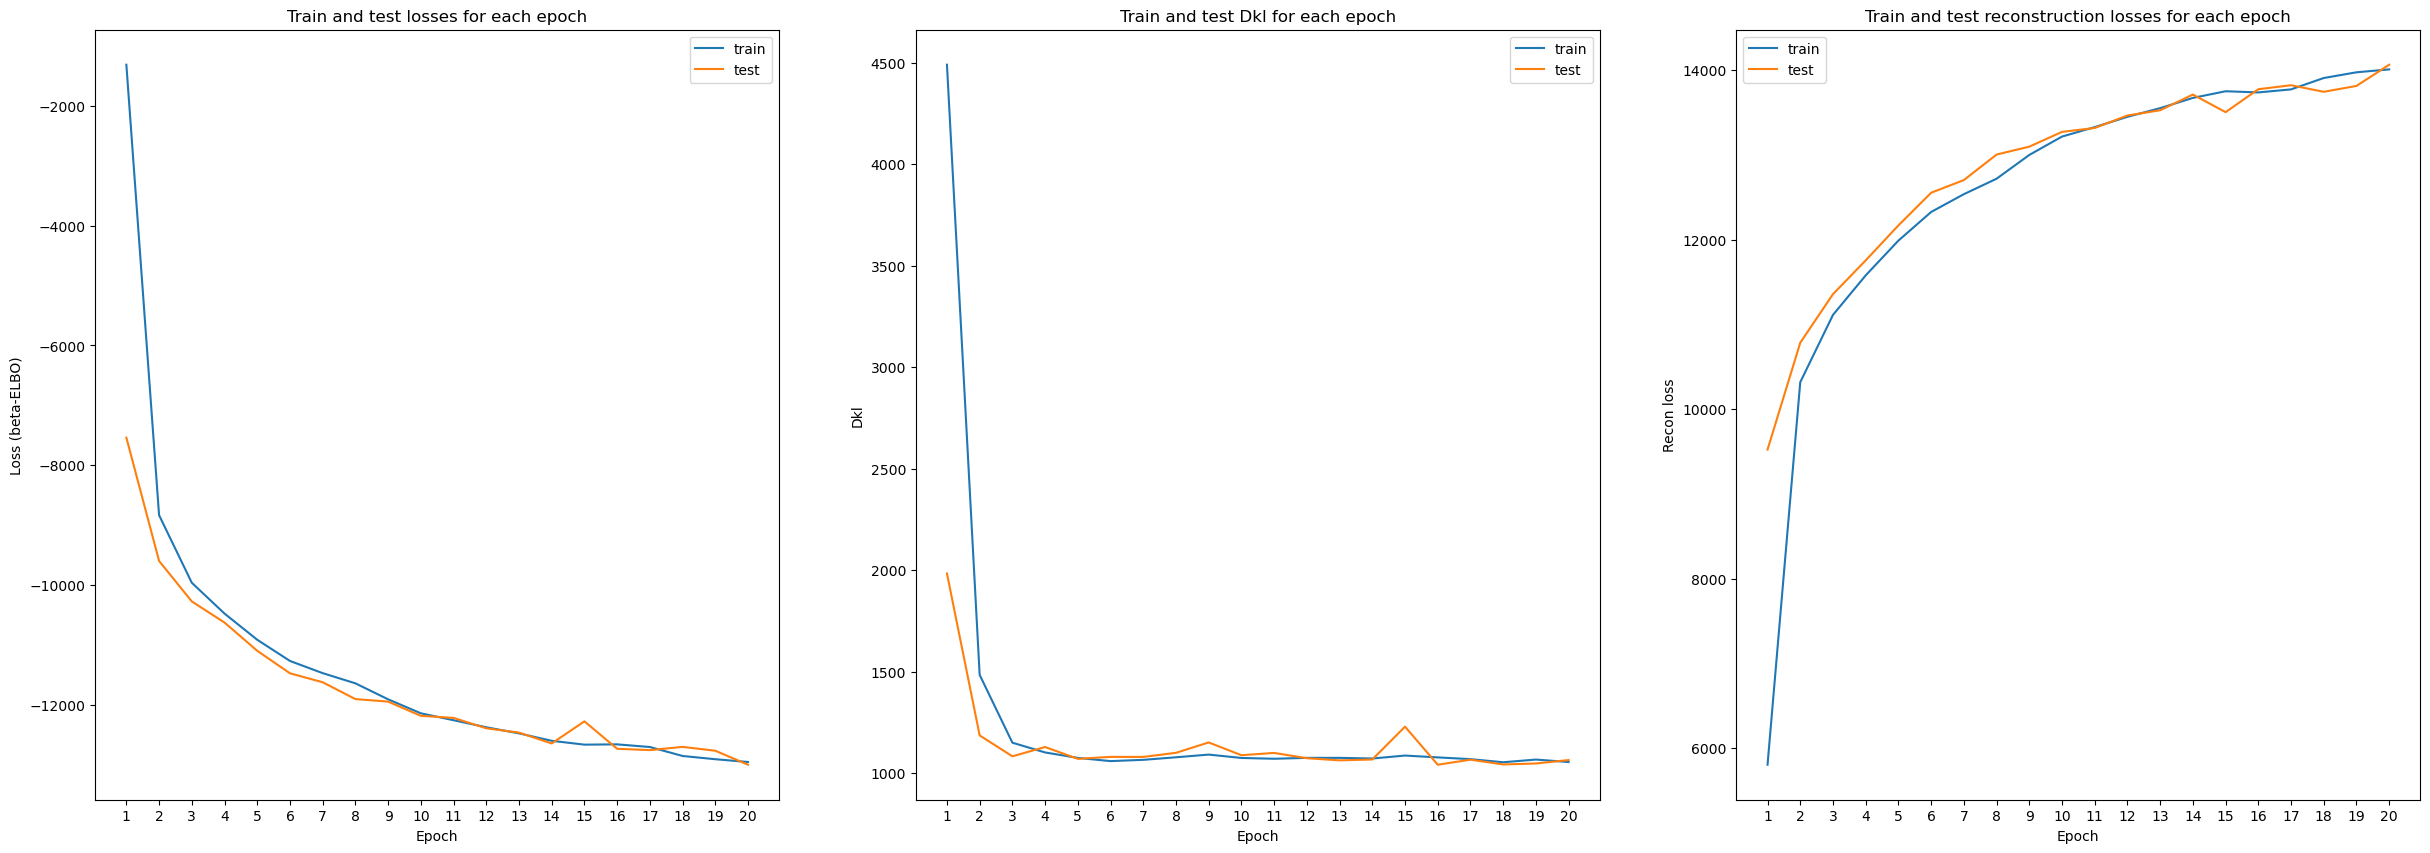 Train and test losses for each epoch
train
test
Loss (beta-ELBO)
−2000
−4000
−6000
−8000
−10000
−12000
1 2 3 4 5 6 7 8 9 10 11 12 13 14 15 16 17 18 19 20
Epoch
Train and test Dkl for each epoch
train
test
Dkl
4500
4000
3500
3000
2500
2000
1500
1000
1 2 3 4 5 6 7 8 9 10 11 12 13 14 15 16 17 18 19 20
Epoch
Train and test reconstruction losses for each epoch
train
test
Recon loss
14000
12000
10000
8000
6000
1 2 3 4 5 6 7 8 9 10 11 12 13 14 15 16 17 18 19 20
Epoch